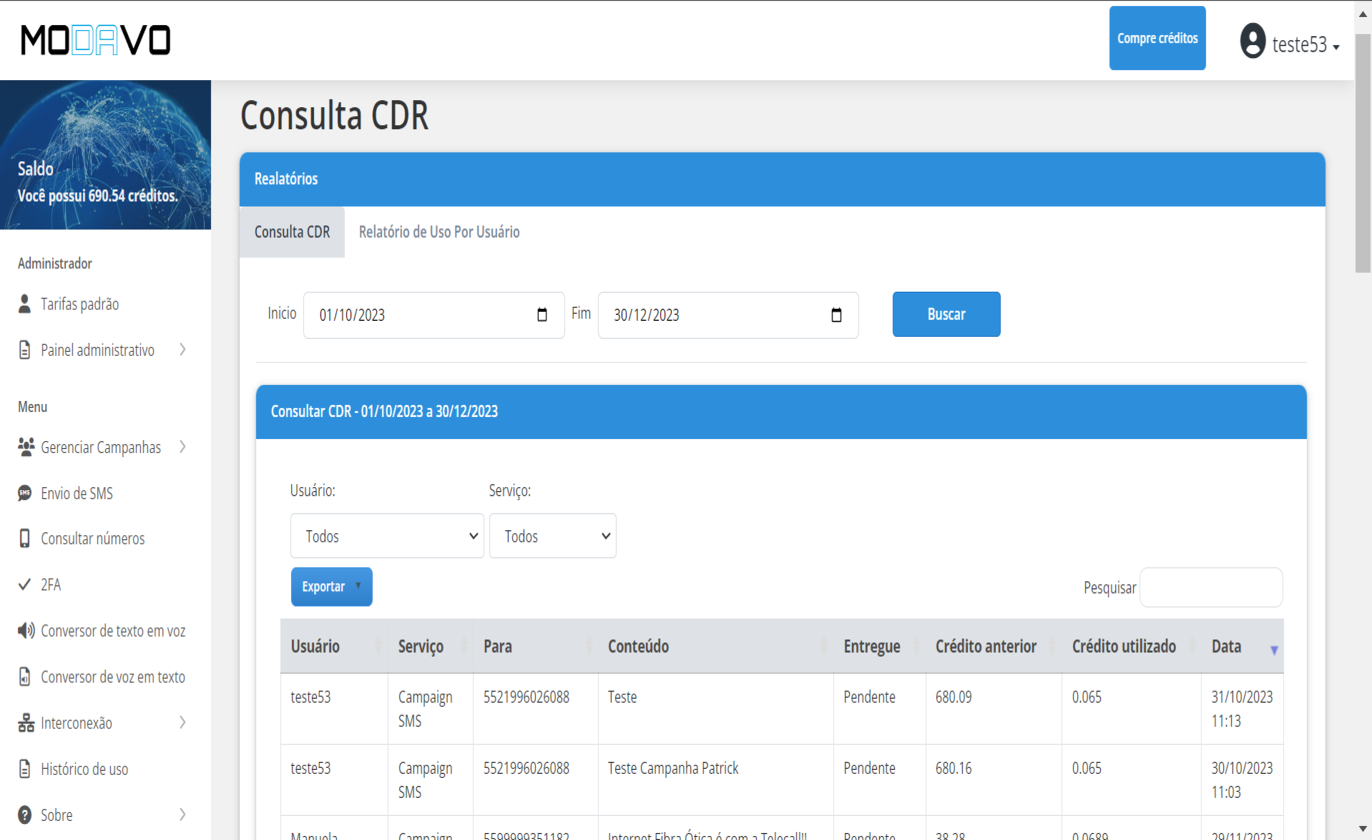 MODAVO
Compre créditos
teste53
Saldo
Você possui 690.54 créditos.
Administrador
Tarifas padrão
Painel administrativo
Menu
Gerenciar Campanhas
SMS
Envio de SMS
Consultar números
2FA
Conversor de texto em voz
Conversor de voz em texto
Interconexão
Histórico de uso
Sobre
Consulta CDR
Realatórios
Consulta CDR Relatório de Uso Por Usuário
Inicio 01/10/2023 Fim 30/12/2023 Buscar
Consultar CDR - 01/10/2023 a 30/12/2023
Usuário: Serviço:
Todos Todos
Exportar
Pesquisar
Usuário Serviço Para Conteúdo Entregue Crédito anterior Crédito utilizado Data
teste53 Campaign 5521996026088 Teste Pendente 680.09 0.065 31/10/2023
SMS 11:13
teste53 Campaign 5521996026088 Teste Campanha Patrick Pendente 680.16 0.065 30/10/2023
SMS 11:03
Manuela Campaign 5599999351182 Internet Fibra Ótica é com a Telecall!! Pendente 38.28 0.0689 29/11/2023